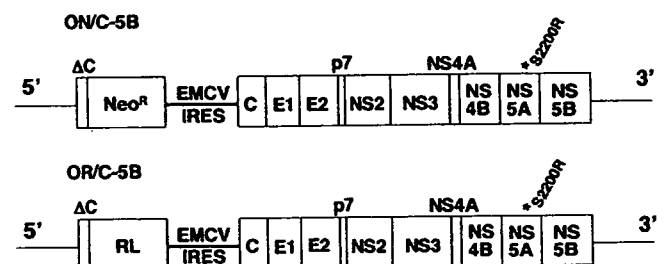 ON/C-5B
5' ΔC Neo^R EMCV IRES C E1 E2 p7 NS2 NS3 NS4A NS 4B NS 5A *S2200R NS 5B 3'
OR/C-5B
5' ΔC RL EMCV IRES C E1 E2 p7 NS2 NS3 NS4A NS 4B NS 5A *S2200R NS 5B 3'